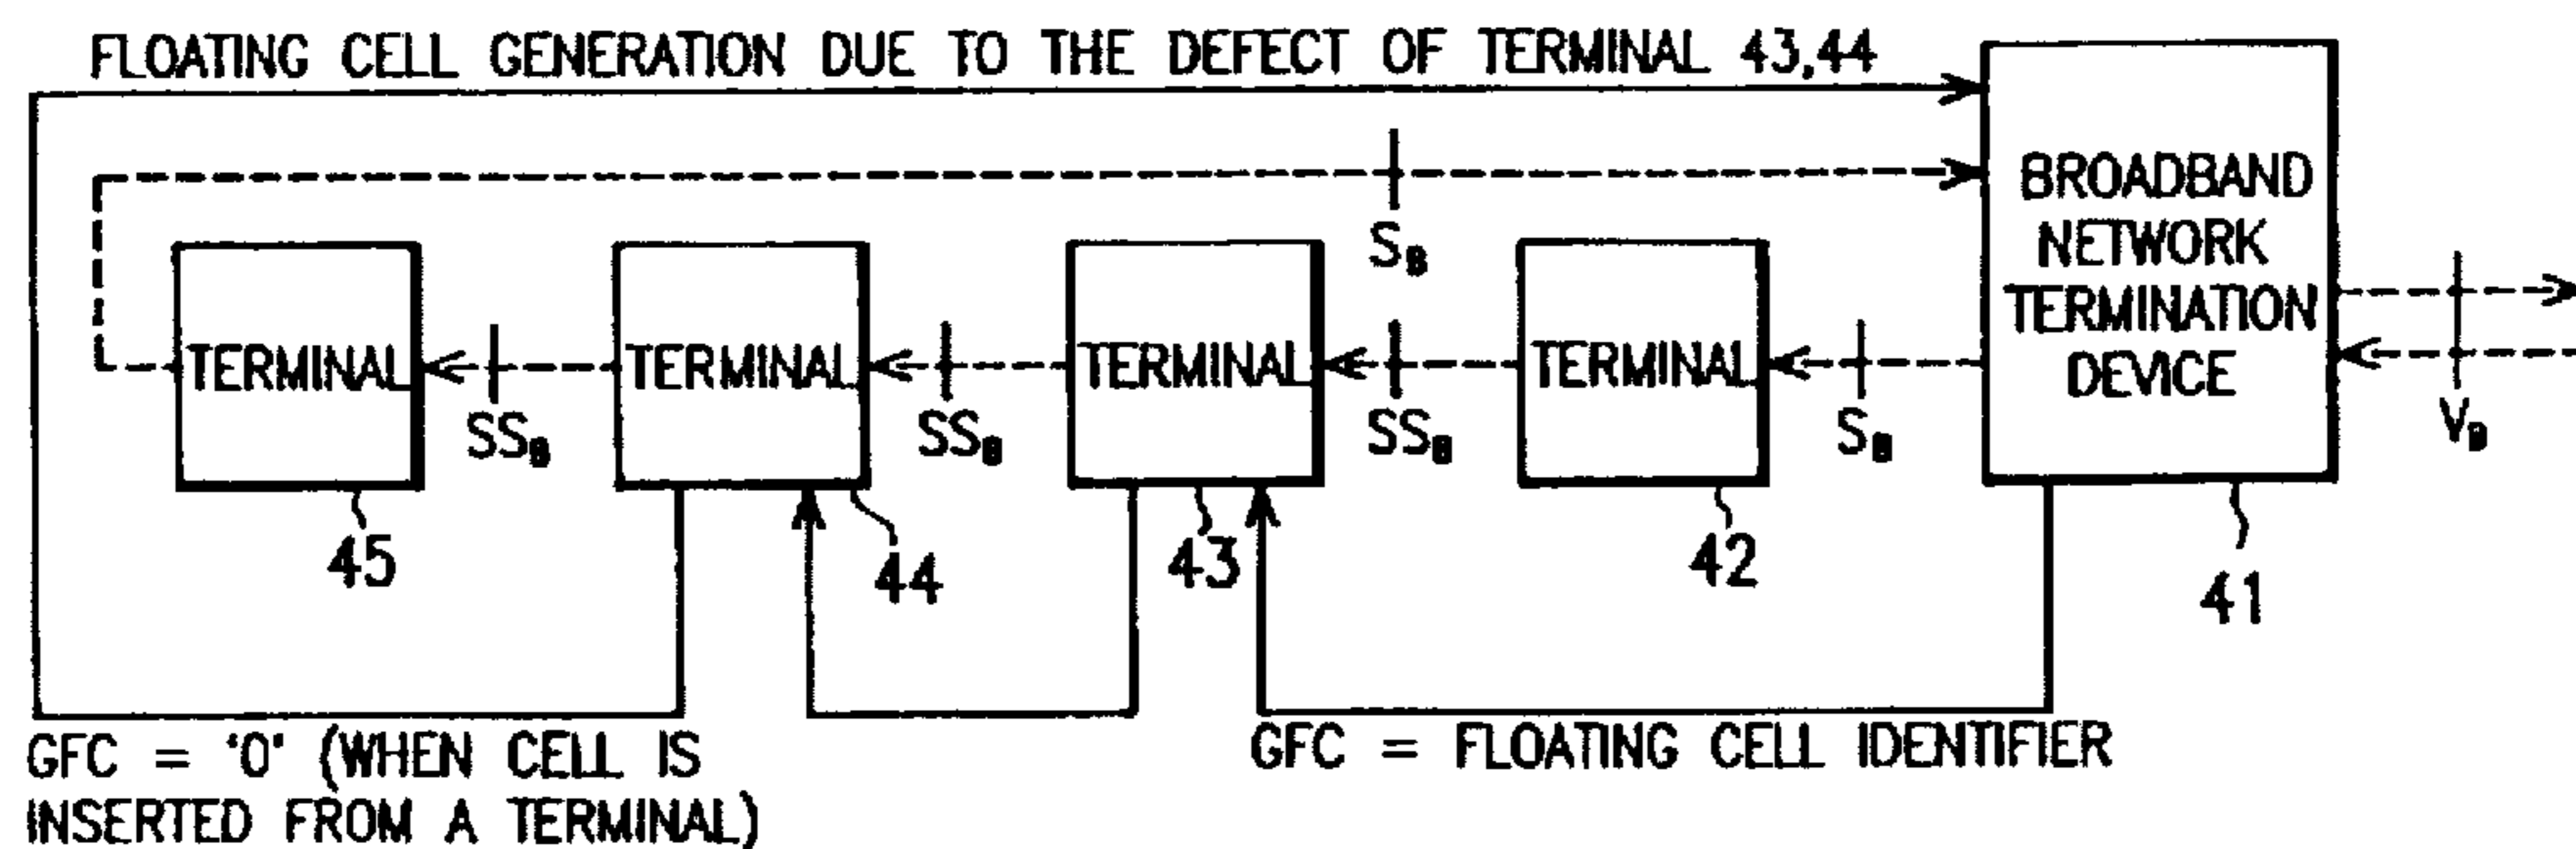 FLOATING CELL GENERATION DUE TO THE DEFECT OF TERMINAL 43,44
BROADBAND
NETWORK
TERMINATION
DEVICE
S_B
TERMINAL
TERMINAL
TERMINAL
TERMINAL
SS_B
SS_B
SS_B
S_B
V_B
45
44
43
42
41
GFC = '0' (WHEN CELL IS
INSERTED FROM A TERMINAL)
GFC = FLOATING CELL IDENTIFIER